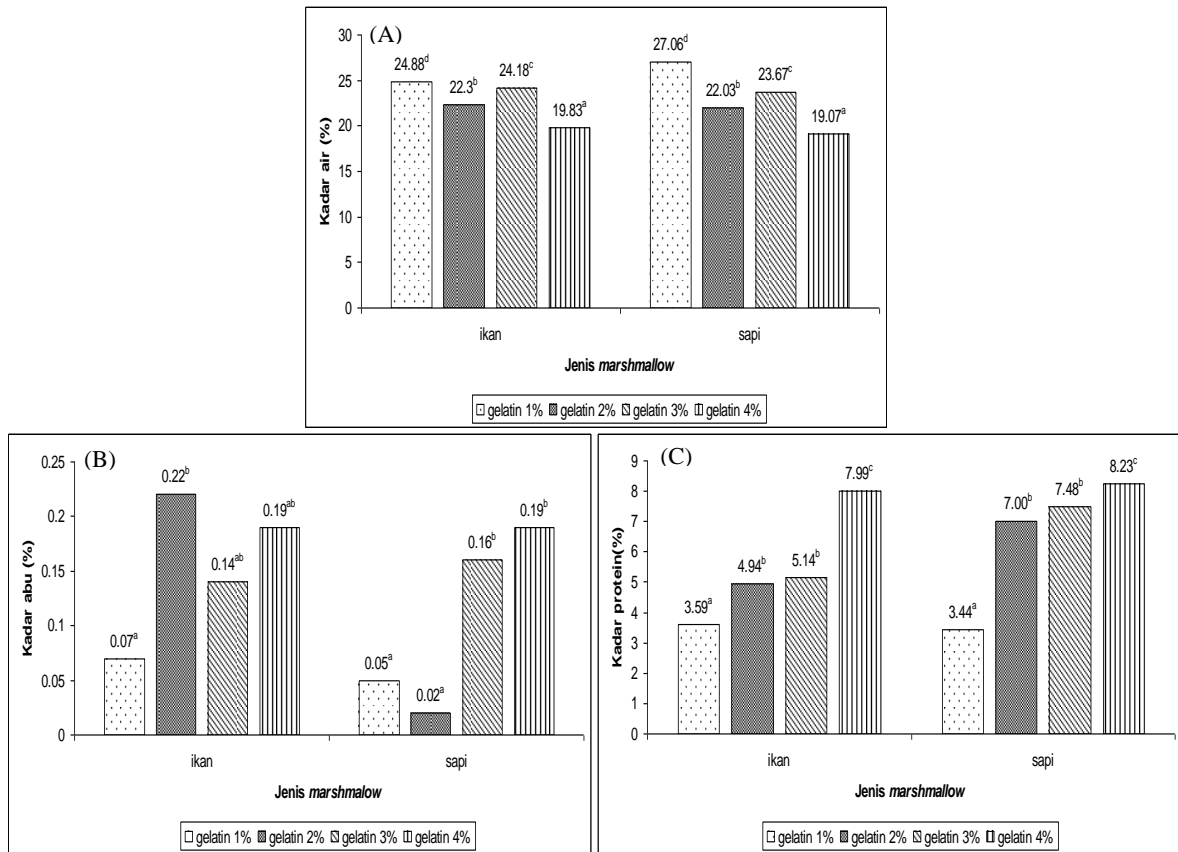 (A)
Kadar air (%)
30
25
20
15
10
5
0
24.88ᵈ
22.3ᵇ
24.18ᶜ
19.83ᵃ
27.06ᵈ
22.03ᵇ
23.67ᶜ
19.07ᵃ
ikan sapi
Jenis marshmallow
gelatin 1% gelatin 2% gelatin 3% gelatin 4%
(B)
Kadar abu (%)
0.25
0.2
0.15
0.1
0.05
0
0.07ᵃ
0.22ᵇ
0.14ᵃᵇ
0.19ᵃᵇ
0.05ᵃ
0.02ᵃ
0.16ᵇ
0.19ᵇ
ikan sapi
Jenis marshmalow
gelatin 1% gelatin 2% gelatin 3% gelatin 4%
(C)
Kadar protein(%)
9
8
7
6
5
4
3
2
1
0
3.59ᵃ
4.94ᵇ
5.14ᵇ
7.99ᶜ
3.44ᵃ
7.00ᵇ
7.48ᵇ
8.23ᶜ
ikan sapi
Jenis marshmallow
gelatin 1% gelatin 2% gelatin 3% gelatin 4%